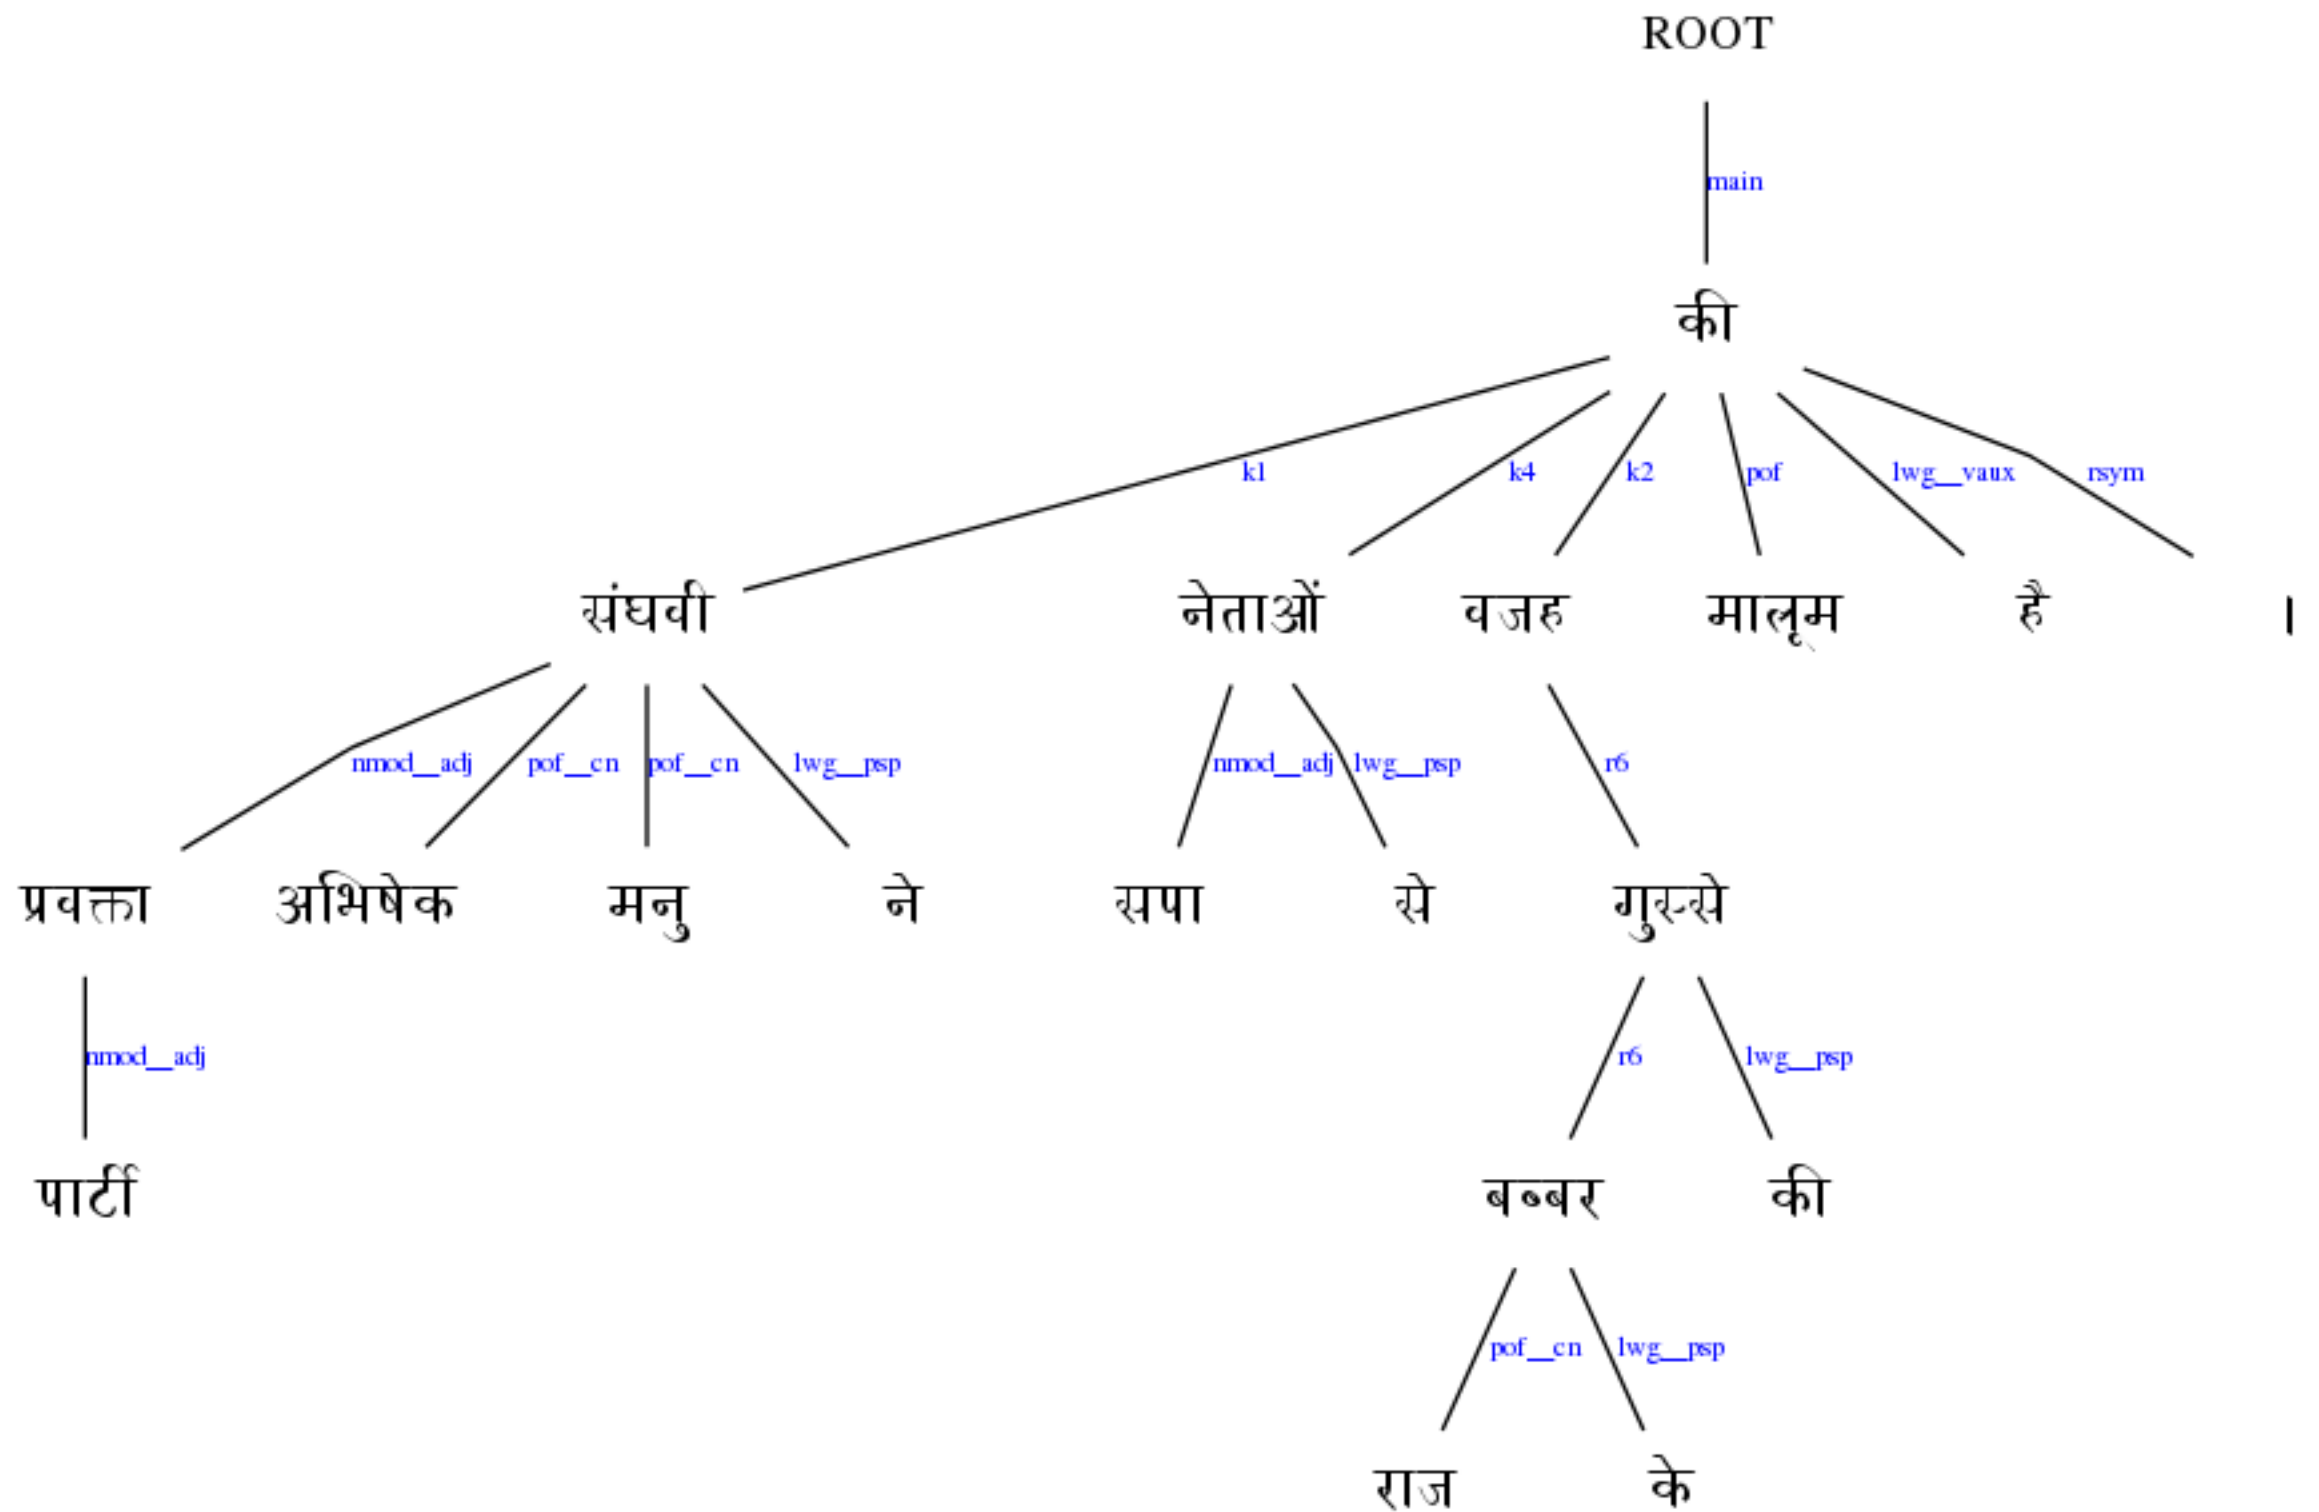 ROOT
main
की
k1 k4 k2 pof lwg__vaux rsym
संघवी नेताओं वजह मालूम है ।
nmod__adj pof__cn pof__cn lwg__psp nmod__adj lwg__psp r6
प्रवक्ता अभिषेक मनु ने सपा से गुस्से
nmod__adj r6 lwg__psp
पार्टी बब्बर की
pof__cn lwg__psp
राज के